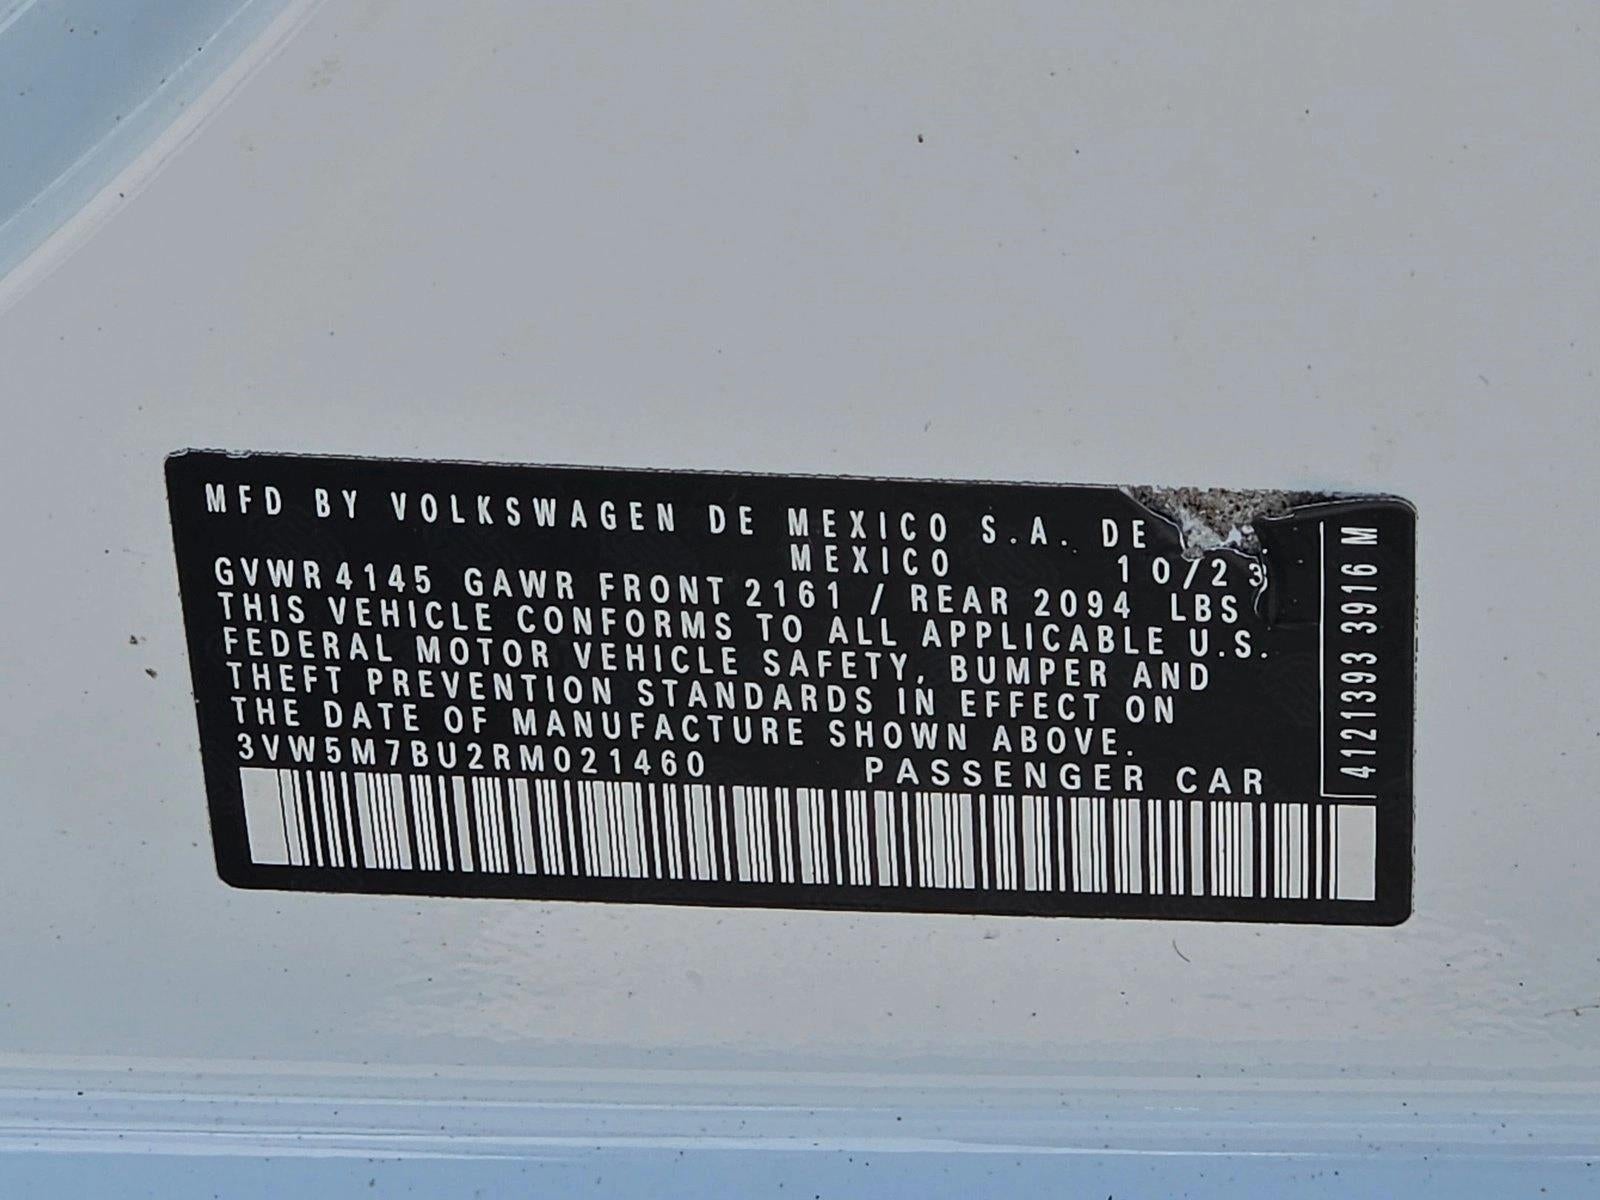 MFD BY VOLKSWAGEN DE MEXICO S.A. DE
MEXICO 10/23
GVWR 4145 GAWR FRONT 2161 / REAR 2094 LBS
THIS VEHICLE CONFORMS TO ALL APPLICABLE U.S.
FEDERAL MOTOR VEHICLE SAFETY, BUMPER AND
THEFT PREVENTION STANDARDS IN EFFECT ON
THE DATE OF MANUFACTURE SHOWN ABOVE.
3VW5M7BU2RM021460 PASSENGER CAR
4121393 3916 M